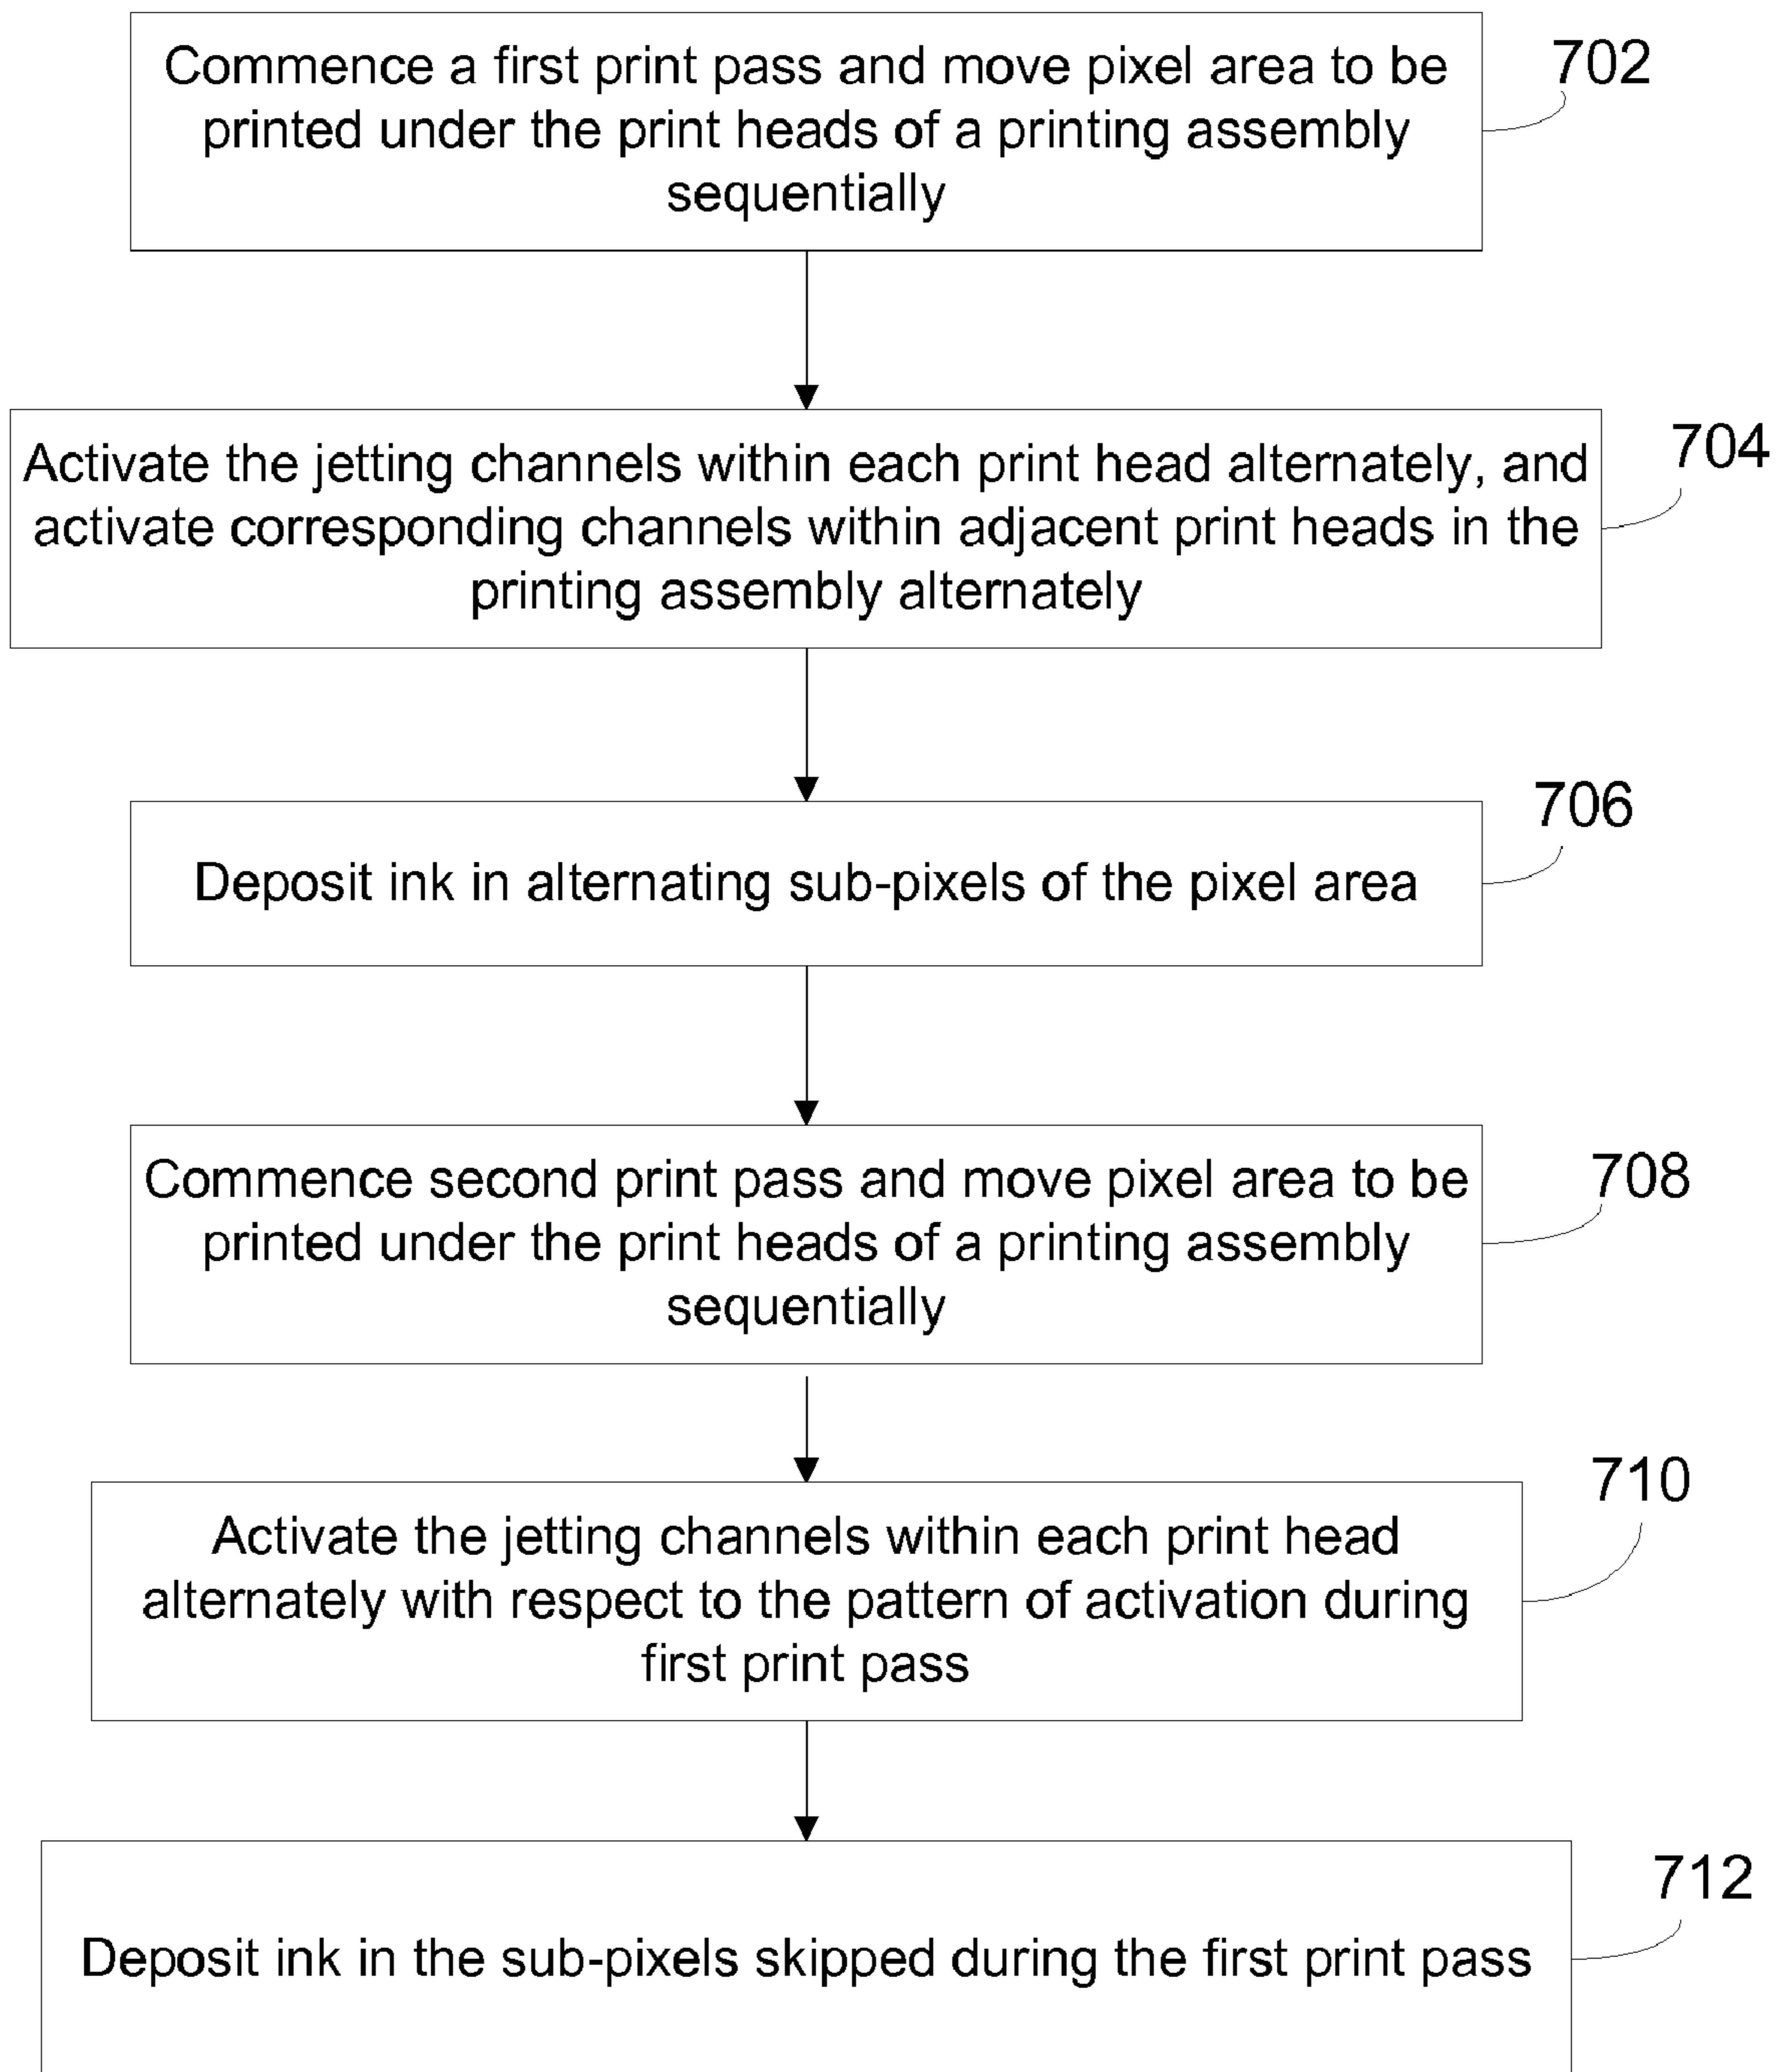 Commence a first print pass and move pixel area to be
printed under the print heads of a printing assembly
sequentially
702
Activate the jetting channels within each print head alternately, and
activate corresponding channels within adjacent print heads in the
printing assembly alternately
704
Deposit ink in alternating sub-pixels of the pixel area
706
Commence second print pass and move pixel area to be
printed under the print heads of a printing assembly
sequentially
708
Activate the jetting channels within each print head
alternately with respect to the pattern of activation during
first print pass
710
Deposit ink in the sub-pixels skipped during the first print pass
712